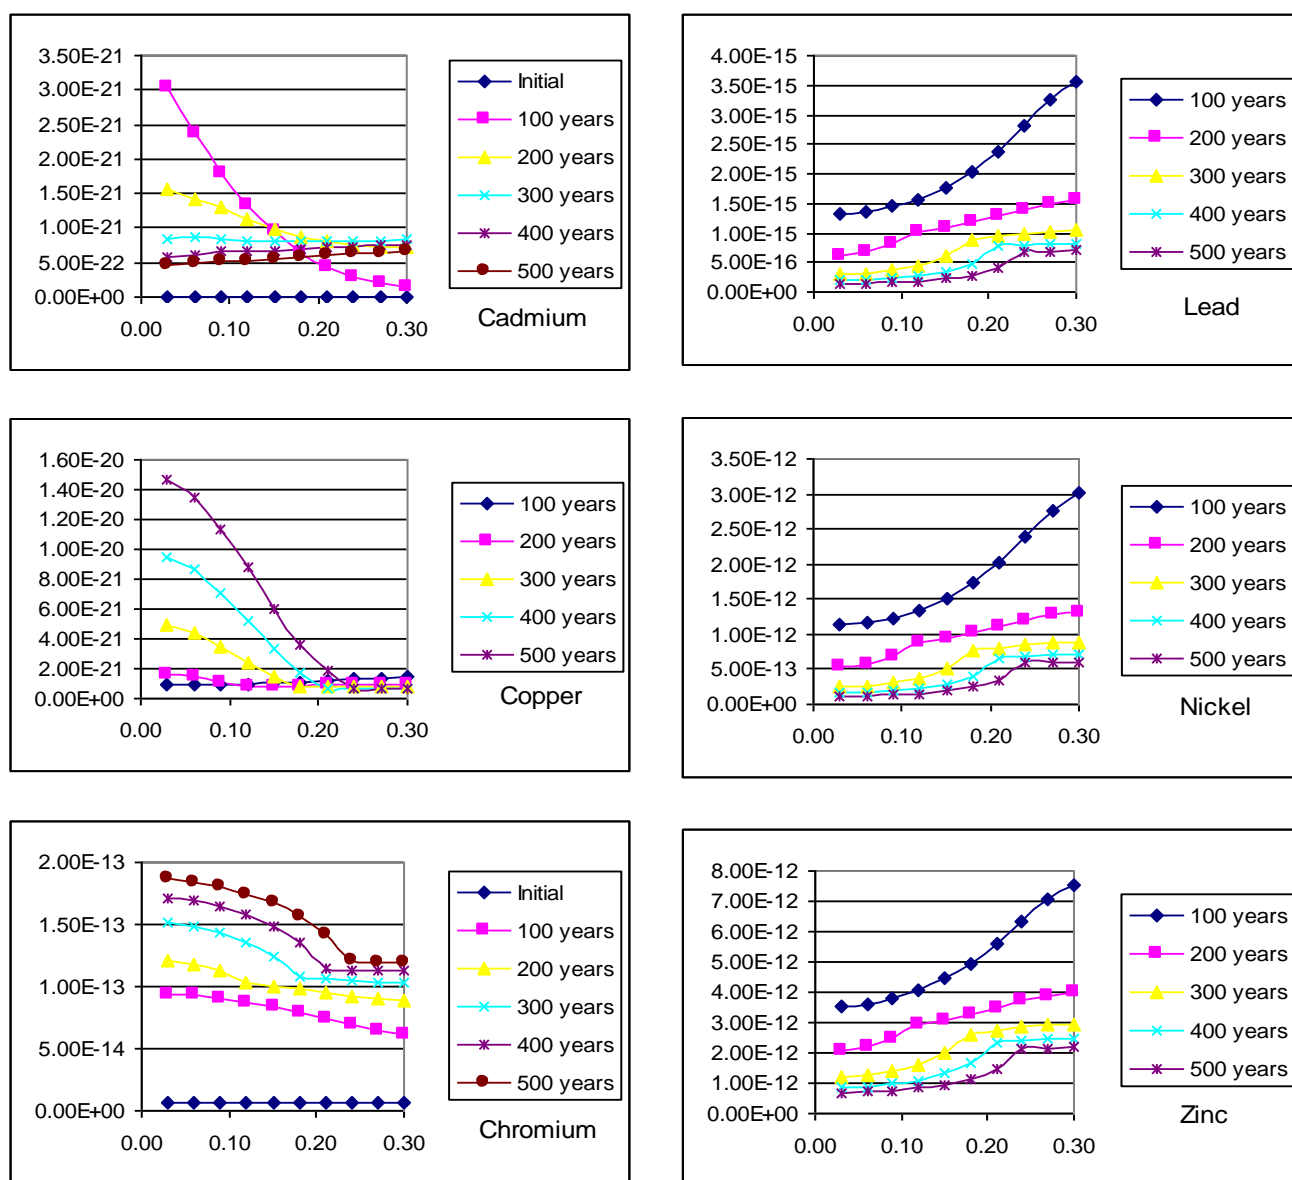 3.50E-21
3.00E-21
2.50E-21
2.00E-21
1.50E-21
1.00E-21
5.00E-22
0.00E+00
0.00 0.10 0.20 0.30
Initial
100 years
200 years
300 years
400 years
500 years
Cadmium
4.00E-15
3.50E-15
3.00E-15
2.50E-15
2.00E-15
1.50E-15
1.00E-15
5.00E-16
0.00E+00
0.00 0.10 0.20 0.30
100 years
200 years
300 years
400 years
500 years
Lead
1.60E-20
1.40E-20
1.20E-20
1.00E-20
8.00E-21
6.00E-21
4.00E-21
2.00E-21
0.00E+00
0.00 0.10 0.20 0.30
100 years
200 years
300 years
400 years
500 years
Copper
3.50E-12
3.00E-12
2.50E-12
2.00E-12
1.50E-12
1.00E-12
5.00E-13
0.00E+00
0.00 0.10 0.20 0.30
100 years
200 years
300 years
400 years
500 years
Nickel
2.00E-13
1.50E-13
1.00E-13
5.00E-14
0.00E+00
0.00 0.10 0.20 0.30
Initial
100 years
200 years
300 years
400 years
500 years
Chromium
8.00E-12
7.00E-12
6.00E-12
5.00E-12
4.00E-12
3.00E-12
2.00E-12
1.00E-12
0.00E+00
0.00 0.10 0.20 0.30
100 years
200 years
300 years
400 years
500 years
Zinc